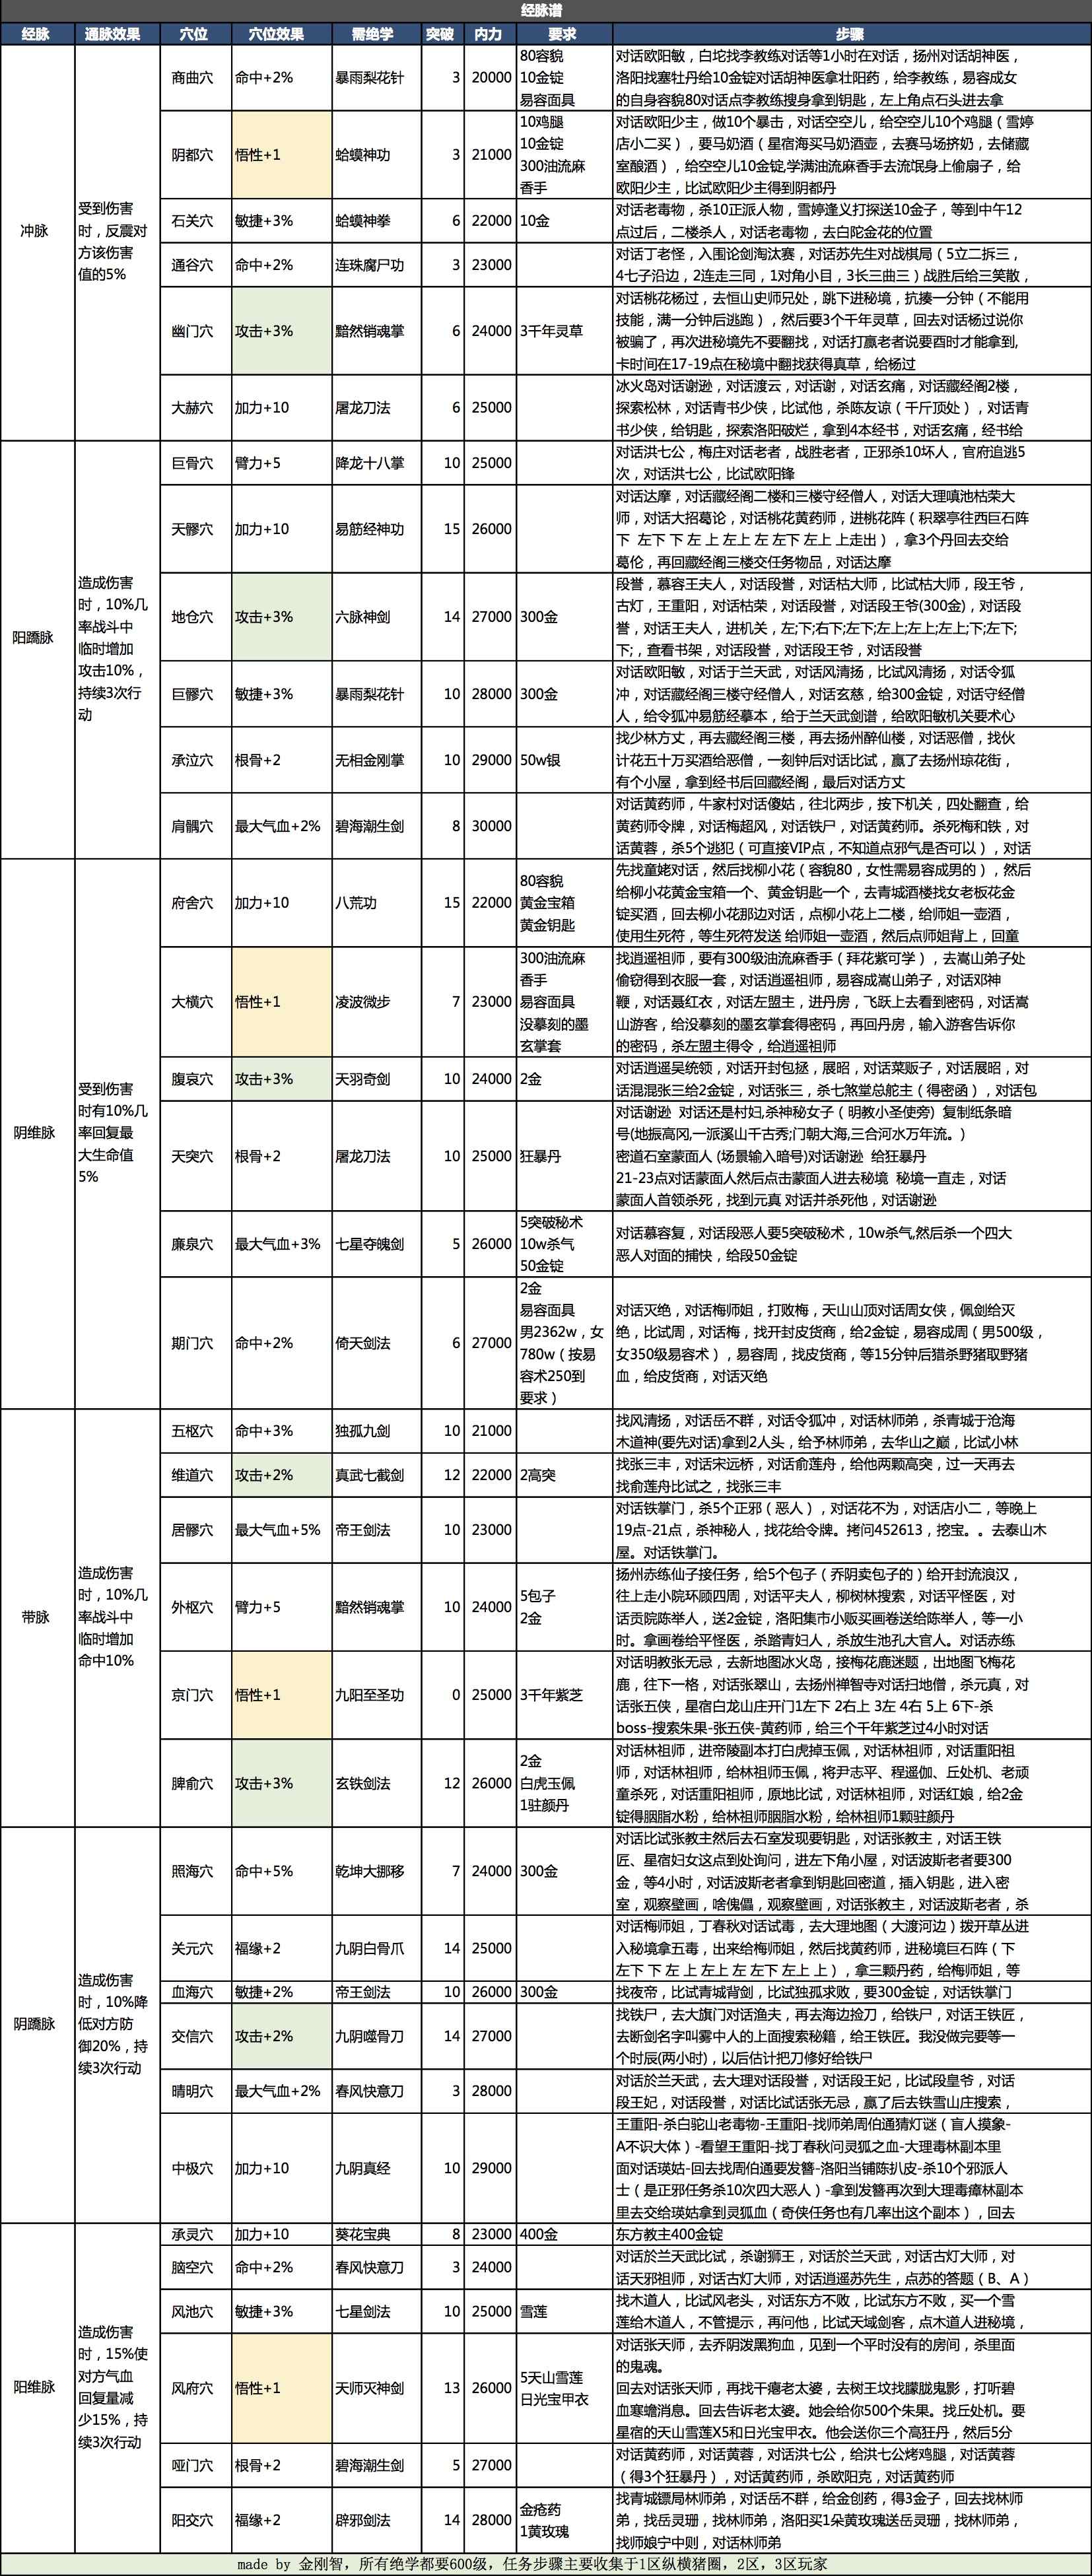 经脉谱
经脉 通脉效果 穴位 穴位效果 需绝学 突破 内力 要求 步骤
冲脉
受到伤害
时，反震对
方该伤害
值的5%
商曲穴 命中+2% 暴雨梨花针 3 20000
80容貌
10金锭
易容面具
对话欧阳敏，白坨找李教练对话等1小时在对话，扬州对话胡神医，
洛阳找塞牡丹给10金锭对话胡神医拿壮阳药，给李教练，易容成女
的自身容貌80对话点李教练搜身拿到钥匙，左上角点石头进去拿
阴都穴 悟性+1 蛤蟆神功 3 21000
10鸡腿
10金锭
300油流麻
香手
对话欧阳少主，做10个暴击，对话空空儿，给空空儿10个鸡腿（雪婷
店小二买），要马奶酒（星宿海买马奶酒壶，去赛马场挤奶，去储藏
室酿酒），给空空儿10金锭,学满油流麻香手去流氓身上偷扇子，给
欧阳少主，比试欧阳少主得到阴都丹
石关穴 敏捷+3% 蛤蟆神拳 6 22000 10金
对话老毒物，杀10正派人物，雪婷逢义打探送10金子，等到中午12
点过后，二楼杀人，对话老毒物，去白陀金花的位置
通谷穴 命中+2% 连珠腐尸功 3 23000
对话丁老怪，入围论剑淘汰赛，对话苏先生对战棋局（5立二拆三，
4七子沿边，2连走三同，1对角小目，3长三曲三）战胜后给三笑散，
幽门穴 攻击+3% 黯然销魂掌 6 24000 3千年灵草
对话桃花杨过，去恒山史师兄处，跳下进秘境，抗揍一分钟（不能用
技能，满一分钟后逃跑），然后要3个千年灵草，回去对话杨过说你
被骗了，再次进秘境先不要翻找，对话打赢老者说要酉时才能拿到,
卡时间在17-19点在秘境中翻找获得真草，给杨过
大赫穴 加力+10 屠龙刀法 6 25000
冰火岛对话谢逊，对话渡云，对话谢，对话玄痛，对话藏经阁2楼，
探索松林，对话青书少侠，比试他，杀陈友谅（千斤顶处），对话青
书少侠，给钥匙，探索洛阳破烂，拿到4本经书，对话玄痛，经书给
阳蹻脉
造成伤害
时，10%几
率战斗中
临时增加
攻击10%，
持续3次行
动
巨骨穴 臂力+5 降龙十八掌 10 25000
对话洪七公，梅庄对话老者，战胜老者，正邪杀10坏人，官府追逃5
次，对话洪七公，比试欧阳锋
天髎穴 加力+10 易筋经神功 15 26000
对话达摩，对话藏经阁二楼和三楼守经僧人，对话大理嗔池枯荣大
师，对话大招葛论，对话桃花黄药师，进桃花阵（积翠亭往西巨石阵
下 左下 下 左 上 左上 左 左下 左上 上走出），拿3个丹回去交给
葛伦，再回藏经阁三楼交任务物品，对话达摩
地仓穴 攻击+3% 六脉神剑 14 27000 300金
段誉，慕容王夫人，对话段誉，对话枯大师，比试枯大师，段王爷，
古灯，王重阳，对话枯荣，对话段誉，对话段王爷(300金)，对话段
誉，对话王夫人，进机关，左;下;右下;左下;左上;左上;左上;下;左下;
下;，查看书架，对话段誉，对话段王爷，对话段誉
巨髎穴 敏捷+3% 暴雨梨花针 10 28000 300金
对话欧阳敏，对话于兰天武，对话风清扬，比试风清扬，对话令狐
冲，对话藏经阁三楼守经僧人，对话玄慈，给300金锭，对话守经僧
人，给令狐冲易筋经摹本，给于兰天武剑谱，给欧阳敏机关要术心
承泣穴 根骨+2 无相金刚掌 10 29000 50w银
找少林方丈，再去藏经阁三楼，再去扬州醉仙楼，对话恶僧，找伙
计花五十万买酒给恶僧，一刻钟后对话比试，赢了去扬州琼花街，
有个小屋，拿到经书后回藏经阁，最后对话方丈
肩髃穴 最大气血+2% 碧海潮生剑 8 30000
对话黄药师，牛家村对话傻姑，往北两步，按下机关，四处翻查，给
黄药师令牌，对话梅超风，对话铁尸，对话黄药师。杀死梅和铁，对
话黄蓉，杀5个逃犯（可直接VIP点，不知道点邪气是否可以），对话
阴维脉
受到伤害
时有10%几
率回复最
大生命值
5%
府舍穴 加力+10 八荒功 15 22000
80容貌
黄金宝箱
黄金钥匙
先找童姥对话，然后找柳小花（容貌80，女性需易容成男的），然后
给柳小花黄金宝箱一个、黄金钥匙一个，去青城酒楼找女老板花金
锭买酒，回去柳小花那边对话，点柳小花上二楼，给师姐一壶酒，
使用生死符，等生死符发送 给师姐一壶酒，然后点师姐背上，回童
大横穴 悟性+1 凌波微步 7 23000
300油流麻
香手
易容面具
没摹刻的墨
玄掌套
找逍遥祖师，要有300级油流麻香手（拜花紫可学），去嵩山弟子处
偷窃得到衣服一套，对话逍遥祖师，易容成嵩山弟子，对话邓神
鞭，对话聂红衣，对话左盟主，进丹房，飞跃上去看到密码，对话嵩
山游客，给没摹刻的墨玄掌套得密码，再回丹房，输入游客告诉你
的密码，杀左盟主得令，给逍遥祖师
腹哀穴 攻击+3% 天羽奇剑 10 24000 2金
对话逍遥吴统领，对话开封包拯，展昭，对话菜贩子，对话展昭，对
话混混张三给2金锭，对话张三，杀七煞堂总舵主（得密函），对话包
天突穴 根骨+2 屠龙刀法 10 25000 狂暴丹
对话谢逊 对话还是村妇,杀神秘女子（明教小圣使旁）复制纸条暗
号(地振高冈,一派溪山千古秀;门朝大海,三合河水万年流。)
密道石室蒙面人 (场景输入暗号)对话谢逊 给狂暴丹
21-23点对话蒙面人然后点击蒙面人进去秘境 秘境一直走，对话
蒙面人首领杀死，找到元真 对话并杀死他，对话谢逊
廉泉穴 最大气血+3% 七星夺魄剑 5 26000
5突破秘术
10w杀气
50金锭
对话慕容复，对话段恶人要5突破秘术，10w杀气,然后杀一个四大
恶人对面的捕快，给段50金锭
期门穴 命中+2% 倚天剑法 6 27000
2金
易容面具
男2362w，女
780w（按易
容术250到
要求）
对话灭绝，对话梅师姐，打败梅，天山山顶对话周女侠，佩剑给灭
绝，比试周，对话梅，找开封皮货商，给2金锭，易容成周（男500级，
女350级易容术），易容周，找皮货商，等15分钟后猎杀野猪取野猪
血，给皮货商，对话灭绝
带脉
造成伤害
时，10%几
率战斗中
临时增加
命中10%
五枢穴 命中+3% 独孤九剑 10 21000
找风清扬，对话岳不群，对话令狐冲，对话林师弟，杀青城于沧海
木道神(要先对话)拿到2人头，给予林师弟，去华山之巅，比试小林
维道穴 攻击+2% 真武七截剑 12 22000 2高突
找张三丰，对话宋远桥，对话俞莲舟，给他两颗高突，过一天再去
找俞莲舟比试之，找张三丰
居髎穴 最大气血+5% 帝王剑法 10 23000
对话铁掌门，杀5个正邪（恶人），对话花不为，对话店小二，等晚上
19点-21点，杀神秘人，找花给令牌。拷问452613，挖宝。。去泰山木
屋。对话铁掌门。
外枢穴 臂力+5 黯然销魂掌 10 24000
5包子
2金
扬州赤练仙子接任务，给5个包子（乔阴卖包子的）给开封流浪汉，
往上走小院环顾四周，对话平夫人，柳树林搜索，对话平怪医，对
话贡院陈举人，送2金锭，洛阳集市小贩买画卷送给陈举人，等一小
时。拿画卷给平怪医，杀踏青妇人，杀放生池孔大官人。对话赤练
京门穴 悟性+1 九阳至圣功 0 25000 3千年紫芝
对话明教张无忌，去新地图冰火岛，接梅花鹿迷题，出地图飞梅花
鹿，往下一格，对话张翠山，去扬州禅智寺对话扫地僧，杀元真，对
话张五侠，星宿白龙山庄开门1左下 2右上 3左 4右 5上 6下-杀
boss-搜索朱果-张五侠-黄药师，给三个千年紫芝过4小时对话
脾俞穴 攻击+3% 玄铁剑法 12 26000
2金
白虎玉佩
1驻颜丹
对话林祖师，进帝陵副本打白虎掉玉佩，对话林祖师，对话重阳祖
师，对话林祖师，给林祖师玉佩，将尹志平、程遥伽、丘处机、老顽
童杀死，对话重阳祖师，原地比试，对话林祖师，对话红娘，给2金
锭得胭脂水粉，给林祖师胭脂水粉，给林祖师1颗驻颜丹
阴蹻脉
造成伤害
时，10%降
低对方防
御20%，持
续3次行动
照海穴 命中+5% 乾坤大挪移 7 24000 300金
对话比试张教主然后去石室发现要钥匙，对话张教主，对话王铁
匠、星宿妇女这点到处询问，进左下角小屋，对话波斯老者要300
金，等4小时，对话波斯老者拿到钥匙回密道，插入钥匙，进入密
室，观察壁画，啥傀儡，观察壁画，对话张教主，对话波斯老者，杀
关元穴 福缘+2 九阴白骨爪 14 25000
对话梅师姐，丁春秋对话试毒，去大理地图（大渡河边）拨开草丛进
入秘境拿五毒，出来给梅师姐，然后找黄药师，进秘境巨石阵（下
左下 下 左 上 左上 左 左下 左上 上），拿三颗丹药，给梅师姐，等
血海穴 敏捷+2% 帝王剑法 10 26000 300金
找夜帝，比试青城背剑，比试独孤求败，要300金锭，对话铁掌门
交信穴 攻击+2% 九阴噬骨刀 14 27000
找铁尸，去大旗门对话渔夫，再去海边捡刀，给铁尸，对话王铁匠，
去断剑名字叫雾中人的上面搜索秘籍，给王铁匠。我没做完要等一
个时辰(两小时)，以后估计把刀修好给铁尸
晴明穴 最大气血+2% 春风快意刀 3 28000
对话於兰天武，去大理对话段誉，对话段王妃，比试段皇爷，对话
段王妃，对话段誉，对话比试话张无忌，赢了后去铁雪山庄搜索，
中极穴 加力+10 九阴真经 10 29000
王重阳-杀白驼山老毒物-王重阳-找师弟周伯通猜灯谜（盲人摸象-
A不识大体）-看望王重阳-找丁春秋问灵狐之血-大理毒林副本里
面对话瑛姑-回去找周伯通要发簪-洛阳当铺陈扒皮-杀10个邪派人
士（是正邪任务杀10次四大恶人）-拿到发簪再次到大理毒瘴林副本
里去交给瑛姑拿到灵狐血（奇侠任务也有几率出这个副本），回去
阳维脉
造成伤害
时，15%使
对方气血
回复量减
少15%，持
续3次行动
承灵穴 加力+10 葵花宝典 8 23000 400金 东方教主400金锭
脑空穴 命中+2% 春风快意刀 3 24000
对话於兰天武比试，杀谢狮王，对话於兰天武，对话古灯大师，对
话天邪祖师，对话古灯大师，对话逍遥苏先生，点苏的答题（B、A）
风池穴 敏捷+3% 七星剑法 10 25000 雪莲
找木道人，比试风老头，对话东方不败，比试东方不败，买一个雪
莲给木道人，不管提示，再问他，比试天域剑客，点木道人进秘境，
风府穴 悟性+1 天师灭神剑 13 26000
5天山雪莲
日光宝甲衣
对话张天师，去乔阴泼黑狗血，见到一个平时没有的房间，杀里面
的鬼魂。
回去对话张天师，再找干瘪老太婆，去树王坟找朦胧鬼影，打听碧
血寒蟾消息。回去告诉老太婆。她会给你500个朱果。找丘处机。要
星宿的天山雪莲X5和日光宝甲衣。他会送你三个高狂丹，然后5分
哑门穴 根骨+2 碧海潮生剑 5 27000
对话黄药师，对话黄蓉，对话洪七公，给洪七公烤鸡腿，对话黄蓉
（得3个狂暴丹），对话黄药师，杀欧阳克，对话黄药师
阳交穴 福缘+2 辟邪剑法 14 28000
金疮药
1黄玫瑰
找青城镖局林师弟，对话岳不群，给金创药，得3金子，回去找林师
弟，找岳灵珊，找林师弟，洛阳买1朵黄玫瑰送岳灵珊，找林师弟，
找师娘宁中则，对话林师弟
made by 金刚智，所有绝学都要600级，任务步骤主要收集于1区纵横猪圈，2区，3区玩家